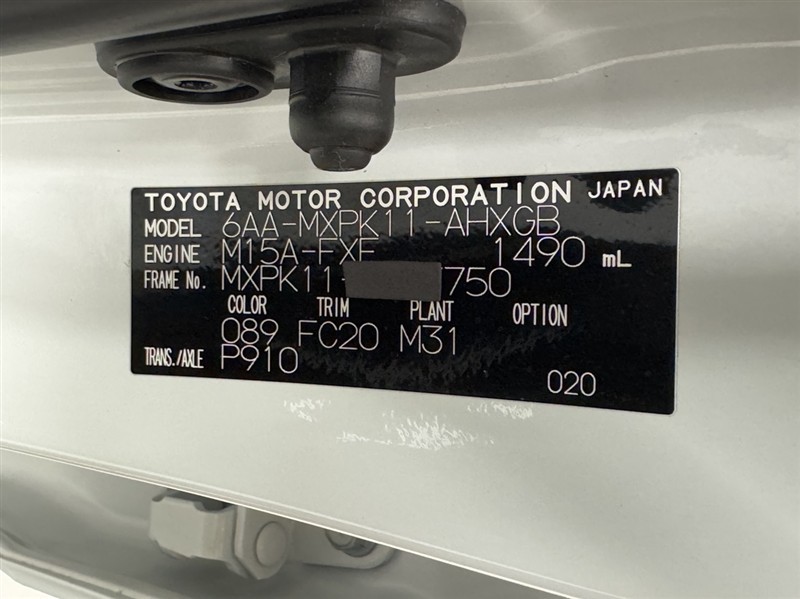 TOYOTA MOTOR CORPORATION JAPAN
MODEL 6AA-MXPK11-AHXGB
ENGINE M15A-FXE 1490 mL
FRAME No. MXPK11- 750
COLOR TRIM PLANT OPTION
089 FC20 M31
TRANS./AXLE P910
020